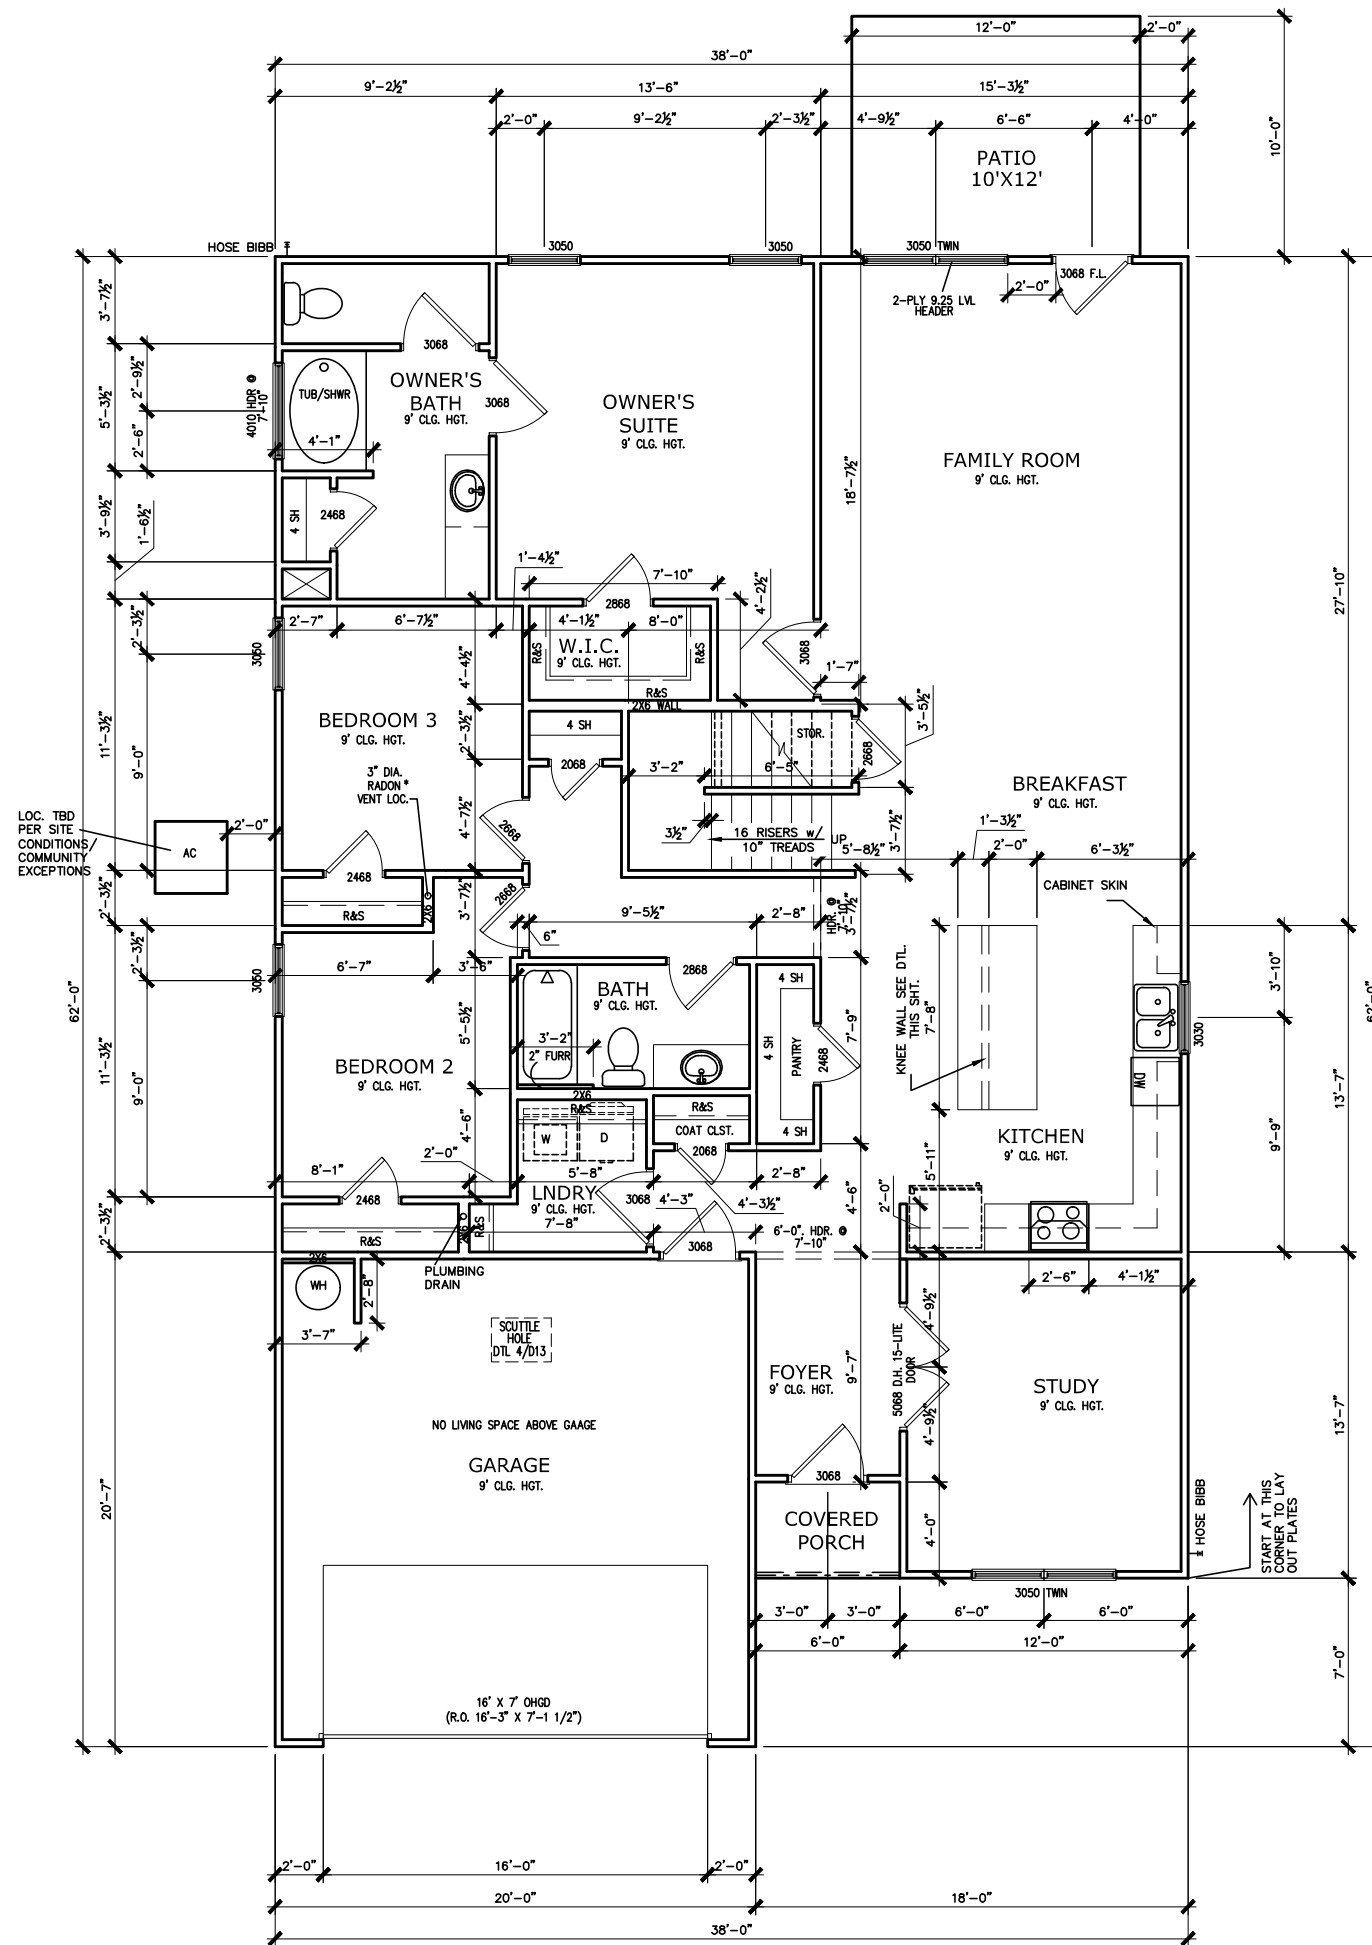 12'-0"
2'-0"
38'-0"
9'-2½"
13'-6"
15'-3½"
2'-0"
9'-2½"
2'-3½"
4'-9½"
6'-6"
4'-0"
10'-0"
PATIO
10'X12'
HOSE BIBB
3050
3050
3050 TWIN
3068 F.L.
2'-0"
2-PLY 9.25 LVL
HEADER
3'-7½"
3068
5'-3½"
2'-9½"
2'-6"
4010 HDR @
7'-10"
TUB/SHWR
4'-1"
OWNER'S
BATH
9' CLG. HGT.
3068
OWNER'S
SUITE
9' CLG. HGT.
18'-7½"
FAMILY ROOM
9' CLG. HGT.
3'-9½"
1'-6½"
4 SH
2468
1'-4½"
7'-10"
4'-2½"
27'-10"
2868
2'-3½"
3050
2'-7"
6'-7½"
4'-1½"
8'-0"
W.I.C.
9' CLG. HGT.
R&S
R&S
R&S
2X6 WALL
3068
1'-7"
4'-4½"
3'-5½"
11'-3½"
9'-0"
BEDROOM 3
9' CLG. HGT.
2'-3½"
4 SH
2068
STOR.
2668
3'-2"
6'-5"
3" DIA.
RADON *
VENT LOC.
BREAKFAST
9' CLG. HGT.
LOC. TBD
PER SITE
CONDITIONS/
COMMUNITY
EXCEPTIONS
AC
2'-0"
4'-7½"
2668
3½"
16 RISERS w/
10" TREADS
UP
5'-8½"
3'-7½"
1'-3½"
2'-0"
6'-3½"
CABINET SKIN
2468
R&S
2X6
2'-3½"
3'-7½"
2668
9'-5½"
2'-8"
6"
HDR. @
7'-10"
3'-7½"
2'-3½"
3050
6'-7"
3'-6"
2868
BATH
9' CLG. HGT.
4 SH
4 SH
4 SH
PANTRY
2468
7'-9"
KNEE WALL SEE DTL.
THIS SHT.
7'-8"
3'-10"
3030
DW
62'-0"
62'-0"
5'-5½"
3'-2"
2" FURR
11'-3½"
9'-0"
BEDROOM 2
9' CLG. HGT.
2X6
R&S
R&S
COAT CLST.
2068
W
D
4'-6"
13'-7"
9'-9"
KITCHEN
9' CLG. HGT.
5'-11"
2'-0"
8'-1"
2'-0"
5'-8"
2'-8"
2468
LNDRY
9' CLG. HGT.
7'-8"
3068
4'-3"
4'-3½"
4'-6"
6'-0". HDR. @
7'-10"
3068
2'-3½"
R&S
2X6
R&S
2X6
WH
2'-8"
3'-7"
PLUMBING
DRAIN
SCUTTLE
HOLE
DTL 4/D13
2'-6"
4'-1½"
4'-9½"
5068 D.H. 15-LITE
DOOR
4'-9½"
9'-7"
FOYER
9' CLG. HGT.
STUDY
9' CLG. HGT.
13'-7"
NO LIVING SPACE ABOVE GAAGE
GARAGE
9' CLG. HGT.
20'-7"
3068
COVERED
PORCH
4'-0"
HOSE BIBB
START AT THIS
CORNER TO LAY
OUT PLATES
3050 TWIN
3'-0"
3'-0"
6'-0"
6'-0"
6'-0"
12'-0"
7'-0"
16' X 7' OHGD
(R.O. 16'-3" X 7'-1 1/2")
2'-0"
16'-0"
2'-0"
20'-0"
18'-0"
38'-0"